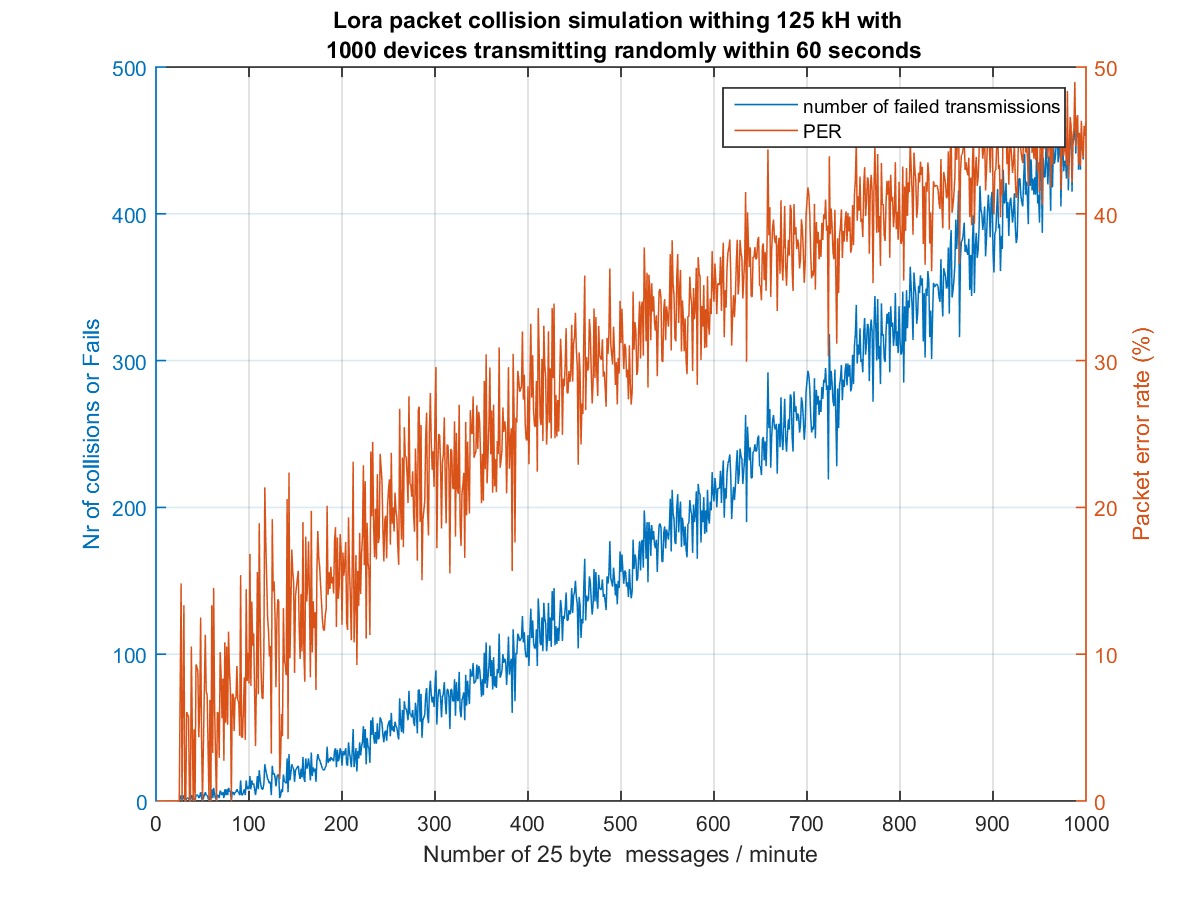 Lora packet collision simulation withing 125 kH with
1000 devices transmitting randomly within 60 seconds
500
400
300
200
100
0
Nr of collisions or Fails
50
40
30
20
10
0
Packet error rate (%)
number of failed transmissions
PER
0 100 200 300 400 500 600 700 800 900 1000
Number of 25 byte  messages / minute